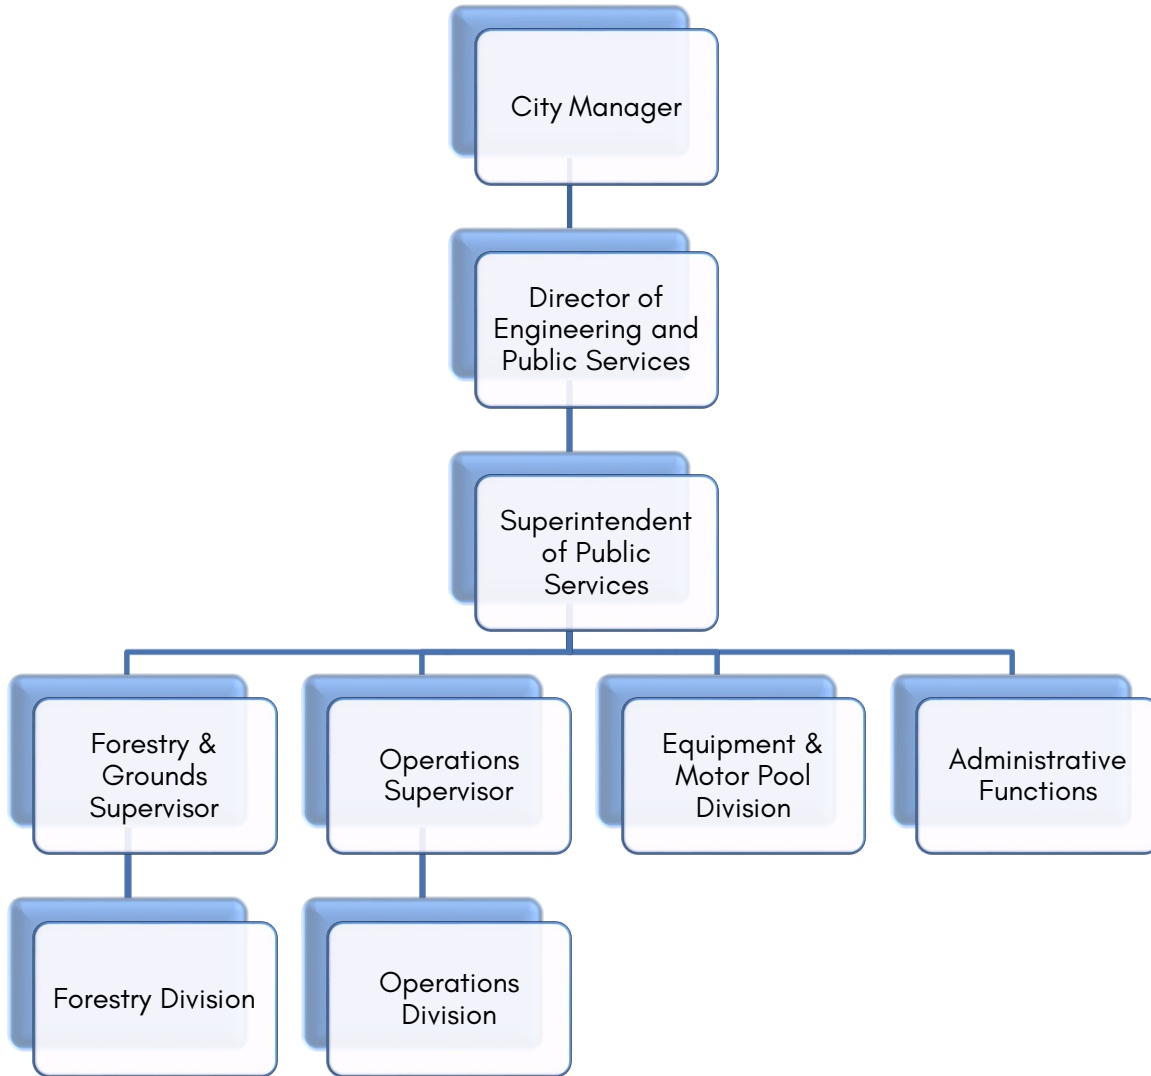 City Manager
Director of
Engineering and
Public Services
Superintendent
of Public
Services
Forestry &
Grounds
Supervisor
Operations
Supervisor
Equipment &
Motor Pool
Division
Administrative
Functions
Forestry Division
Operations
Division